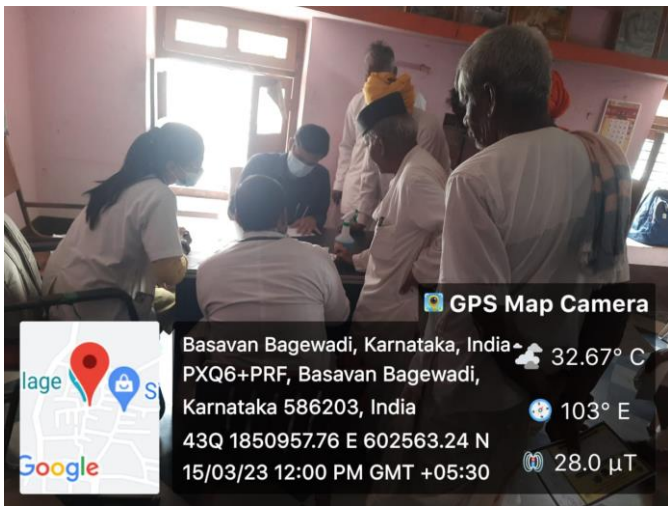 GPS Map Camera
Basavan Bagewadi, Karnataka, India
PXQ6+PRF, Basavan Bagewadi,
Karnataka 586203, India
43Q 1850957.76 E 602563.24 N
15/03/23 12:00 PM GMT +05:30
32.67° C
103° E
28.0 µT
lage
S
Google